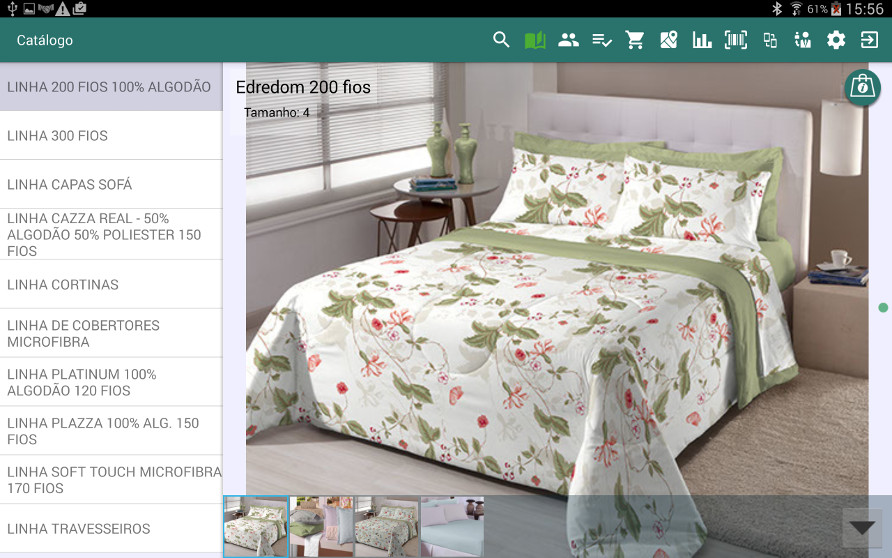 61% 15:56
Catálogo
LINHA 200 FIOS 100% ALGODÃO
LINHA 300 FIOS
LINHA CAPAS SOFÁ
LINHA CAZZA REAL - 50%
ALGODÃO 50% POLIESTER 150
FIOS
LINHA CORTINAS
LINHA DE COBERTORES
MICROFIBRA
LINHA PLATINUM 100%
ALGODÃO 120 FIOS
LINHA PLAZZA 100% ALG. 150
FIOS
LINHA SOFT TOUCH MICROFIBRA
170 FIOS
LINHA TRAVESSEIROS
Edredom 200 fios
Tamanho: 4